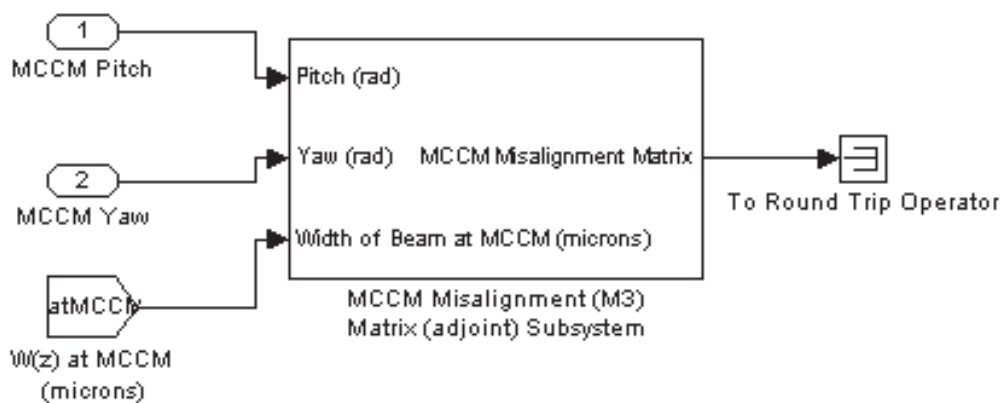 1
MCCM Pitch
Pitch (rad)
Yaw (rad)
MCCM Misalignment Matrix
2
MCCM Yaw
To Round Trip Operator
Width of Beam at MCCM (microns)
atMCCM
MCCM Misalignment (M3)
Matrix (adjoint) Subsystem
W(z) at MCCM
(microns)